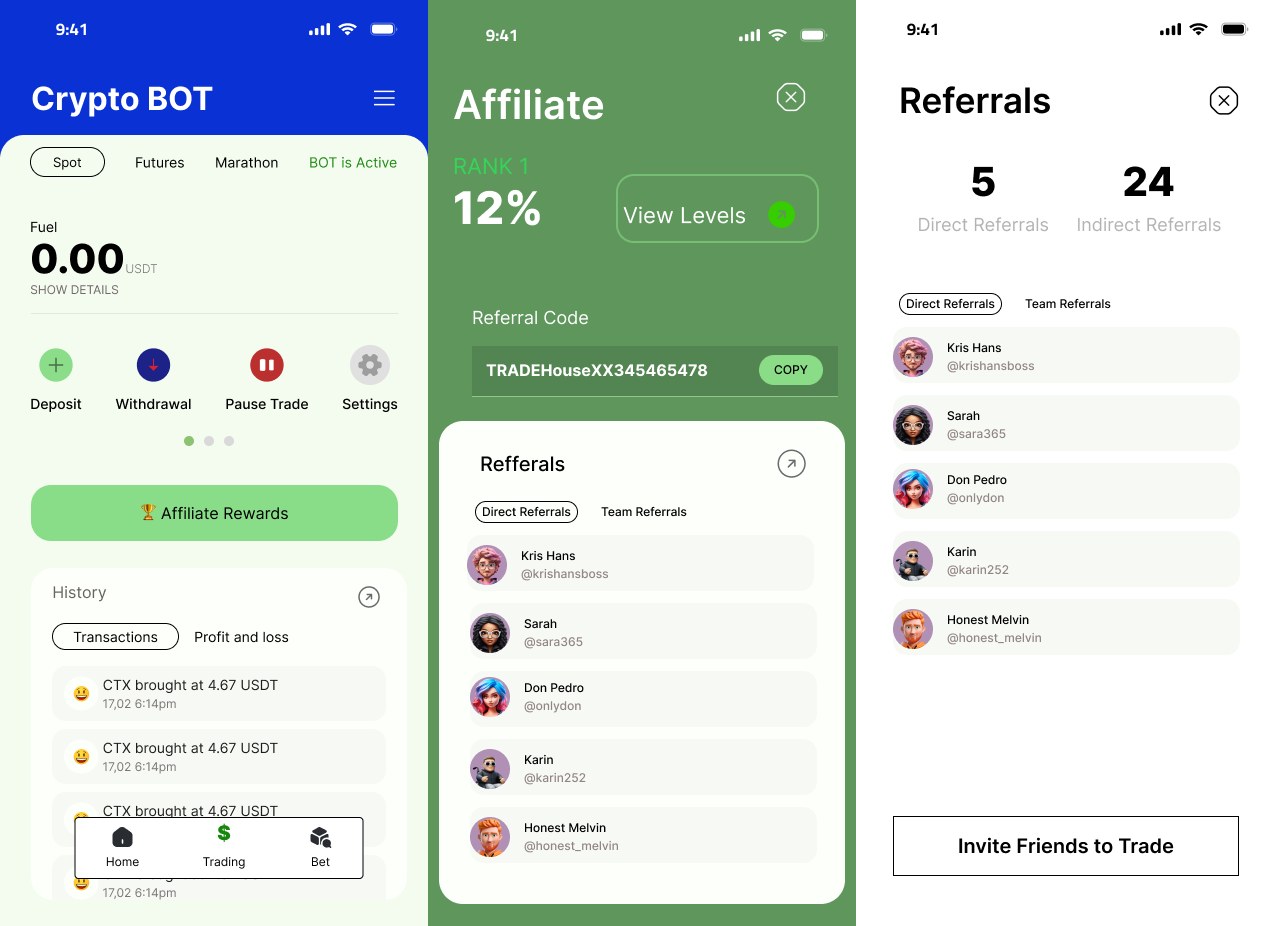 9:41
Crypto BOT
Spot
Futures
Marathon
BOT is Active
Fuel
0.00 USDT
SHOW DETAILS
Deposit
Withdrawal
Pause Trade
Settings
Affiliate Rewards
History
Transactions
Profit and loss
CTX brought at 4.67 USDT
17,02 6:14pm
CTX brought at 4.67 USDT
17,02 6:14pm
CTX brought at 4.67 USDT
Home
Trading
Bet
17,02 6:14pm
9:41
Affiliate
RANK 1
12%
View Levels
Referral Code
TRADEHouseXX345465478
COPY
Refferals
Direct Referrals
Team Referrals
Kris Hans
@krishansboss
Sarah
@sara365
Don Pedro
@onlydon
Karin
@karin252
Honest Melvin
@honest_melvin
9:41
Referrals
5
24
Direct Referrals
Indirect Referrals
Direct Referrals
Team Referrals
Kris Hans
@krishansboss
Sarah
@sara365
Don Pedro
@onlydon
Karin
@karin252
Honest Melvin
@honest_melvin
Invite Friends to Trade